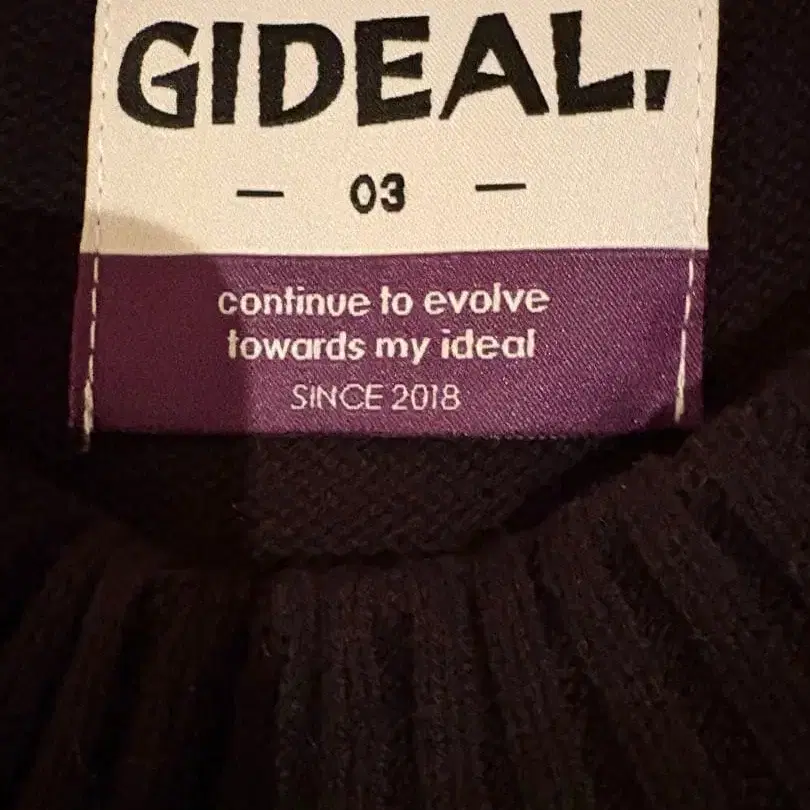 GIDEAL.
— 03 —
continue to evolve
towards my ideal
SINCE 2018